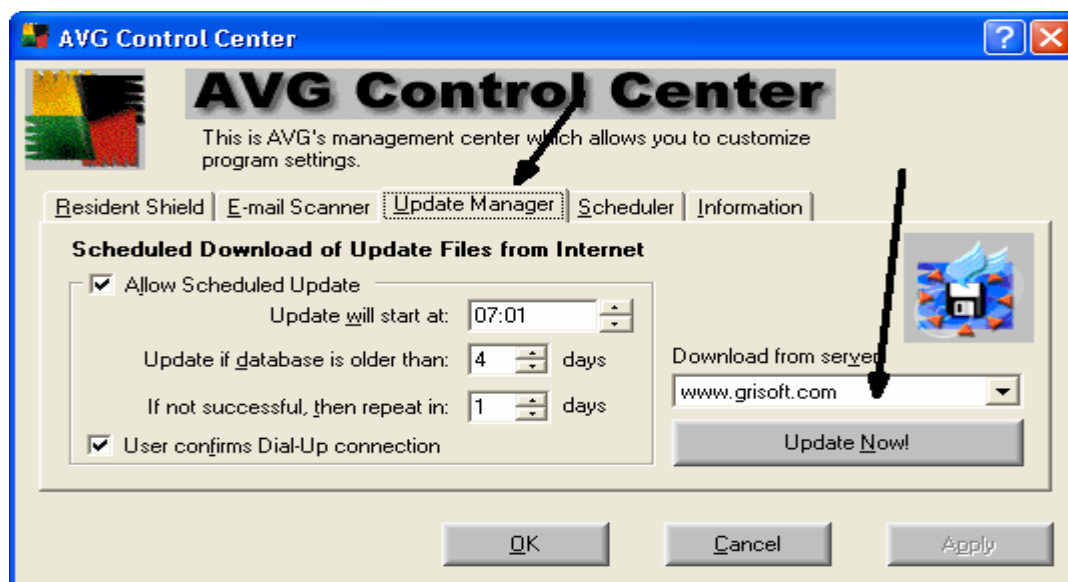 AVG Control Center
AVG Control Center
This is AVG's management center which allows you to customize
program settings.
Resident Shield E-mail Scanner Update Manager Scheduler Information
Scheduled Download of Update Files from Internet
Allow Scheduled Update
Update will start at: 07:01
Update if database is older than: 4 days
If not successful, then repeat in: 1 days
User confirms Dial-Up connection
Download from server
www.grisoft.com
Update Now!
OK Cancel Apply